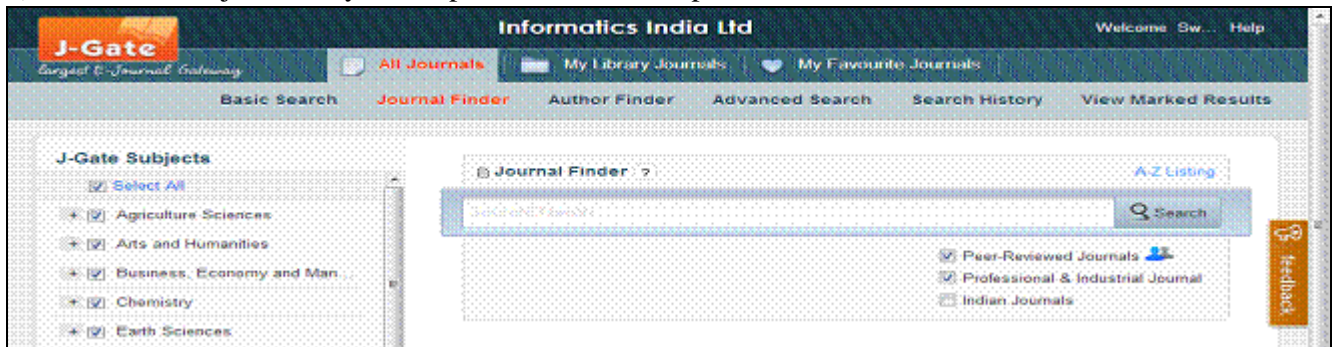 Informatics India Ltd
Welcome Sw... Help
J-Gate
Largest E-Journal Gateway
All Journals
My Library Journals
My Favourite Journals
Basic Search
Journal Finder
Author Finder
Advanced Search
Search History
View Marked Results
J-Gate Subjects
Select All
Agriculture Sciences
Arts and Humanities
Business, Economy and Man ..
Chemistry
Earth Sciences
Journal Finder ?
A-Z Listing
Search
Peer-Reviewed Journals
Professional & Industrial Journal
Indian Journals
feedback